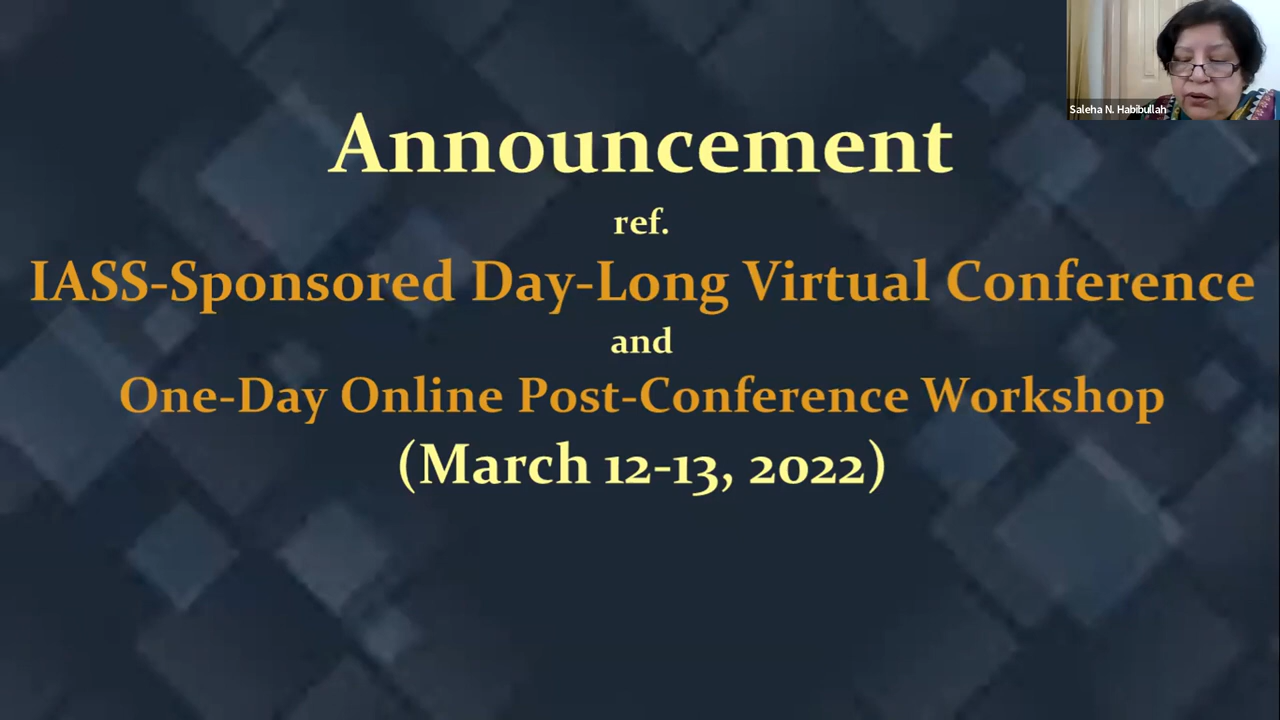 Saleha N. Habibullah
Announcement
ref.
IASS-Sponsored Day-Long Virtual Conference
and
One-Day Online Post-Conference Workshop
(March 12-13, 2022)